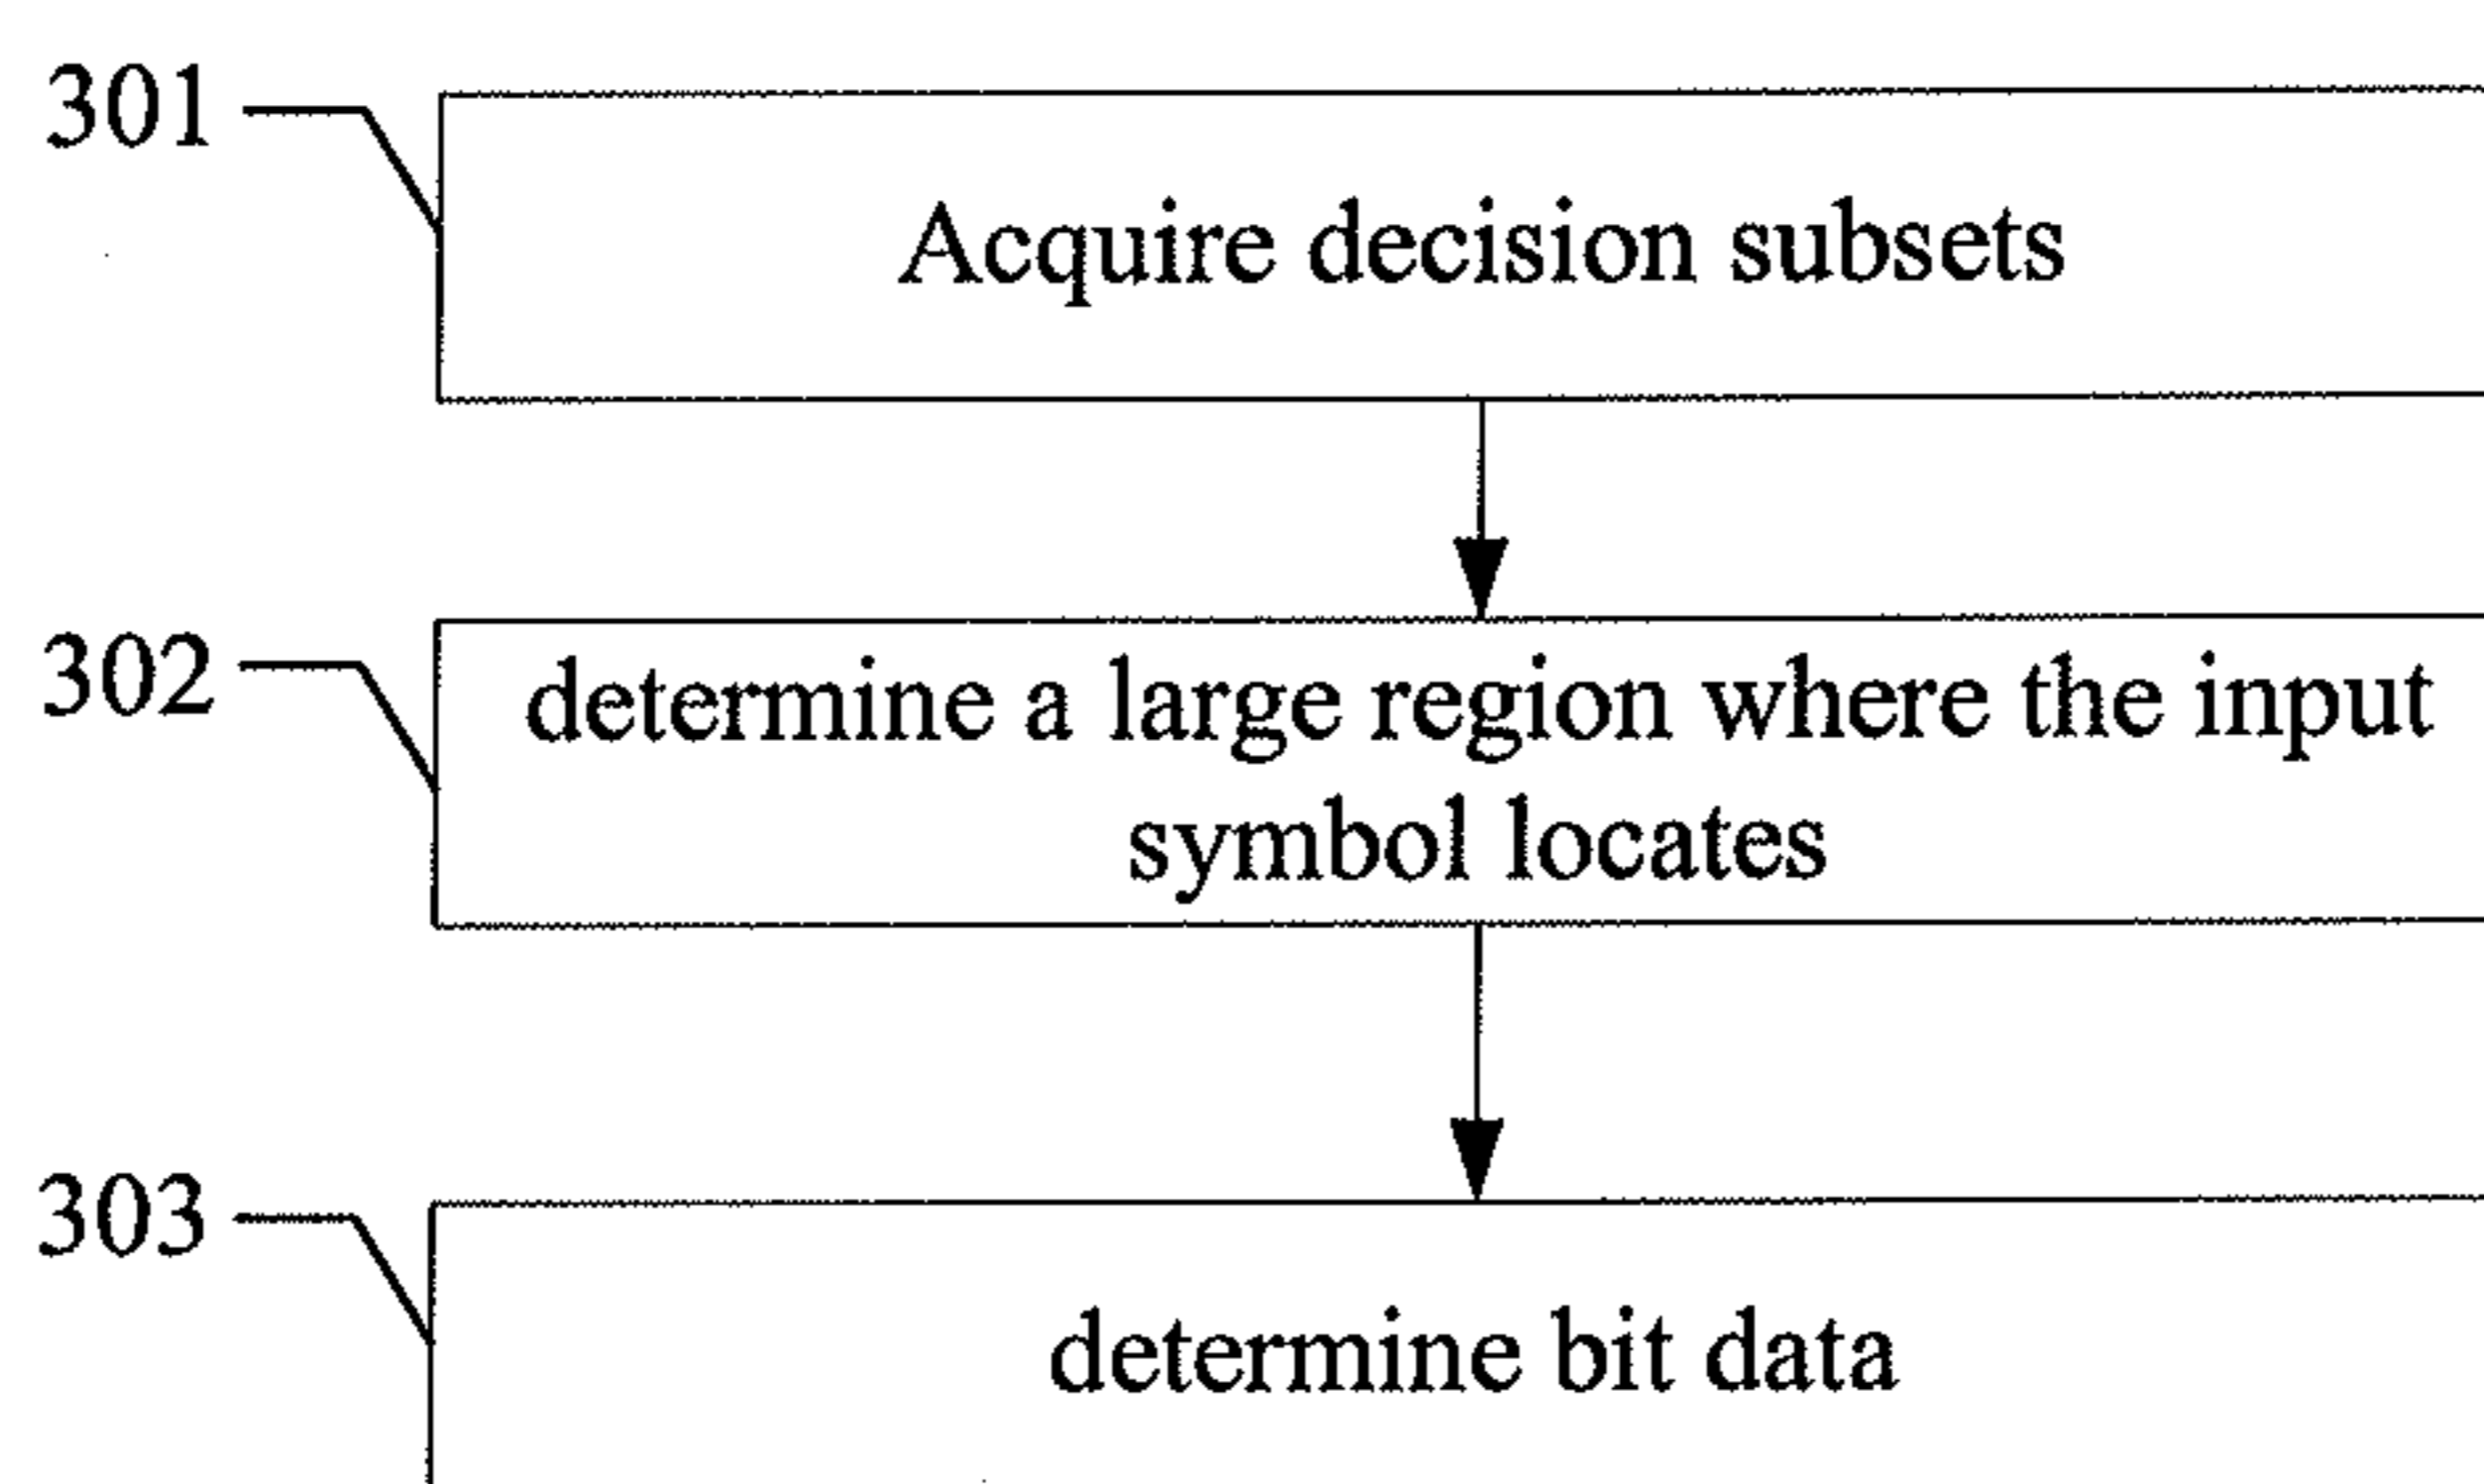 301
Acquire decision subsets
302
determine a large region where the input
symbol locates
303
determine bit data